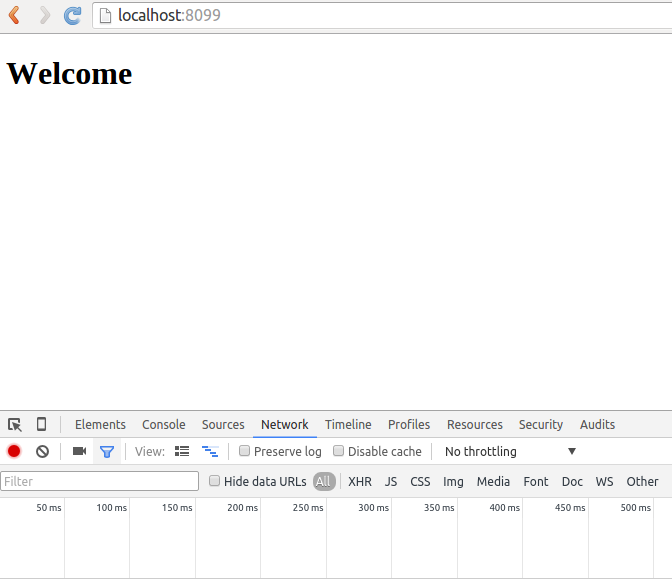 localhost:8099
Welcome
Elements Console Sources Network Timeline Profiles Resources Security Audits
View: Preserve log Disable cache No throttling
Filter Hide data URLs All XHR JS CSS Img Media Font Doc WS Other
50 ms 100 ms 150 ms 200 ms 250 ms 300 ms 350 ms 400 ms 450 ms 500 ms